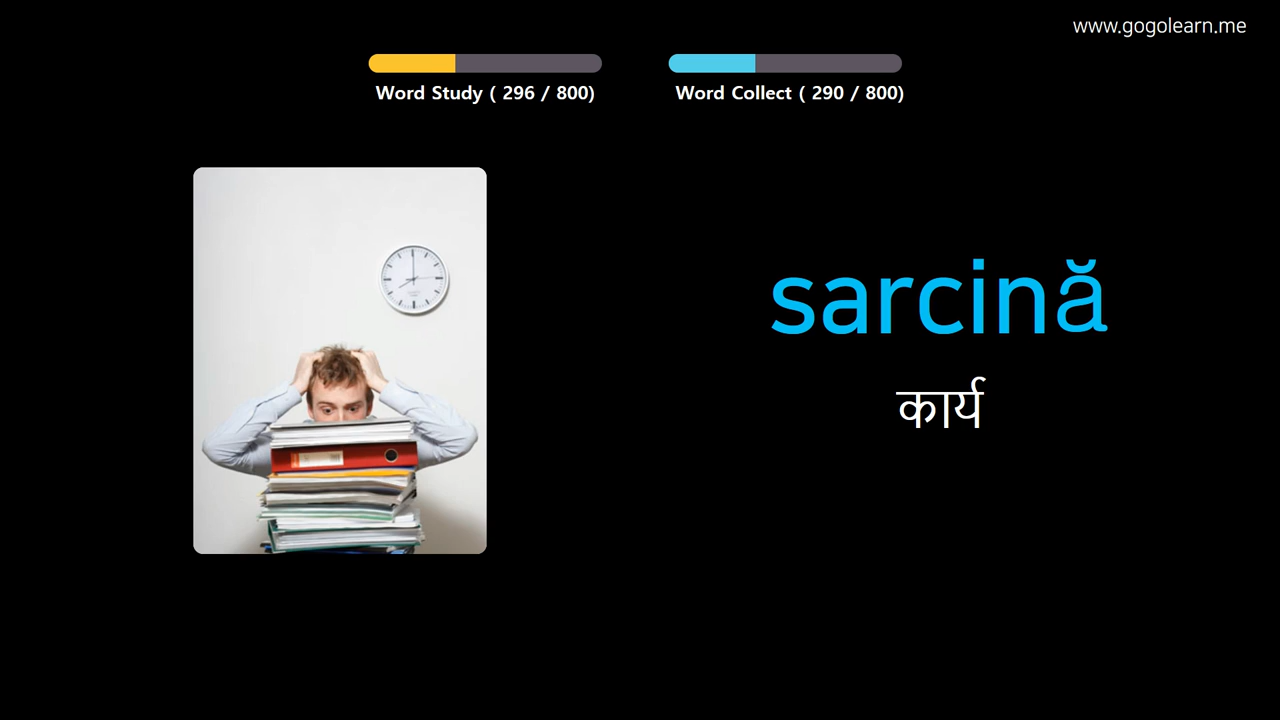 www.gogolearn.me
Word Study ( 296 / 800)
Word Collect ( 290 / 800)
sarcină
कार्य